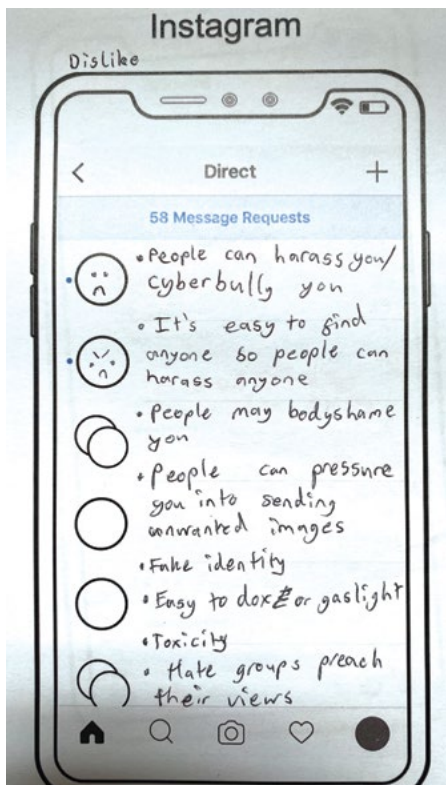 Instagram
Dislike
Direct
58 Message Requests
• People can harass you/
Cyberbully you
• It's easy to find
anyone so people can
harass anyone
• People may bodyshame
you
• People can pressure
you into sending
unwanted images
• Fake identity
• Easy to dox or gaslight
• Toxicity
• Hate groups preach
their views